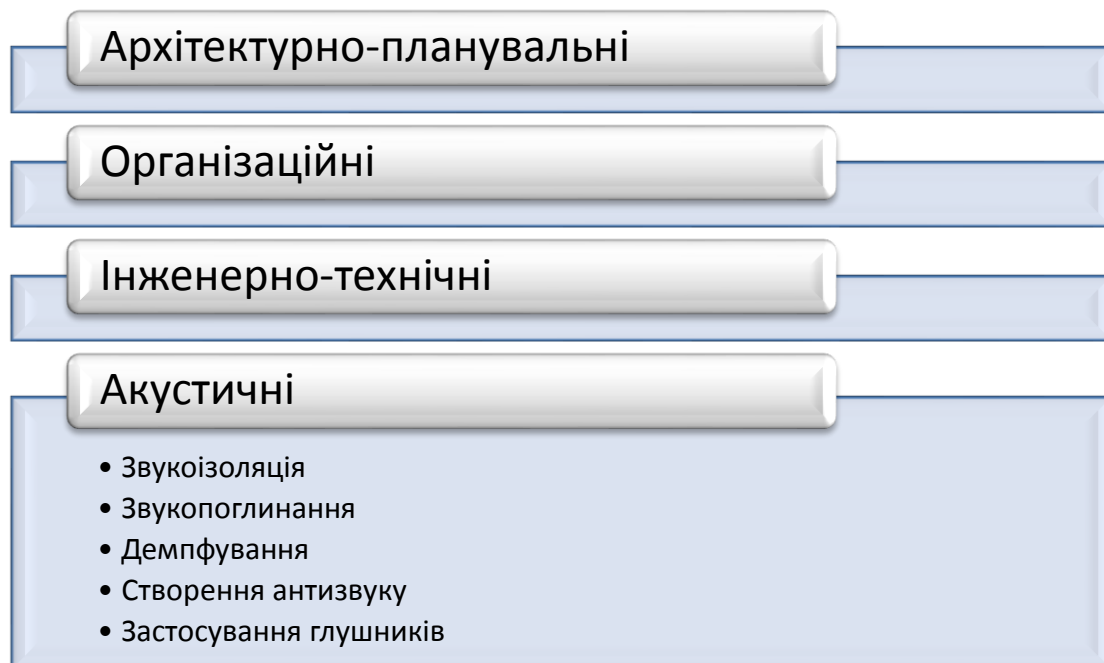 Архітектурно-планувальні
Організаційні
Інженерно-технічні
Акустичні
• Звукоізоляція
• Звукопоглинання
• Демпфування
• Створення антизвуку
• Застосування глушників